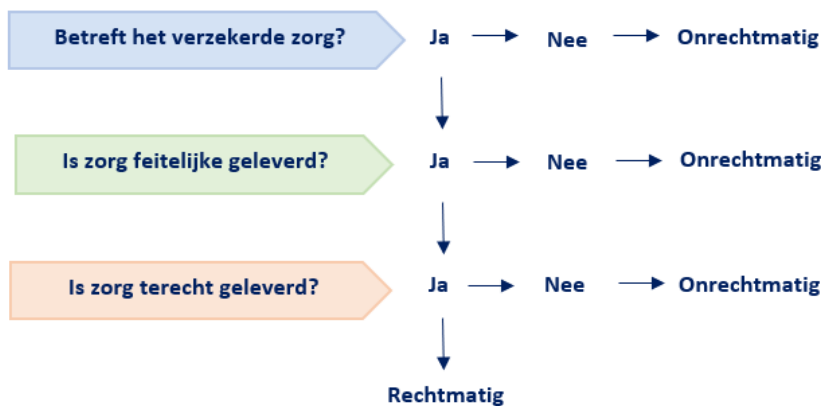 Betreft het verzekerde zorg? Ja Nee Onrechtmatig
Is zorg feitelijke geleverd? Ja Nee Onrechtmatig
Is zorg terecht geleverd? Ja Nee Onrechtmatig
Rechtmatig